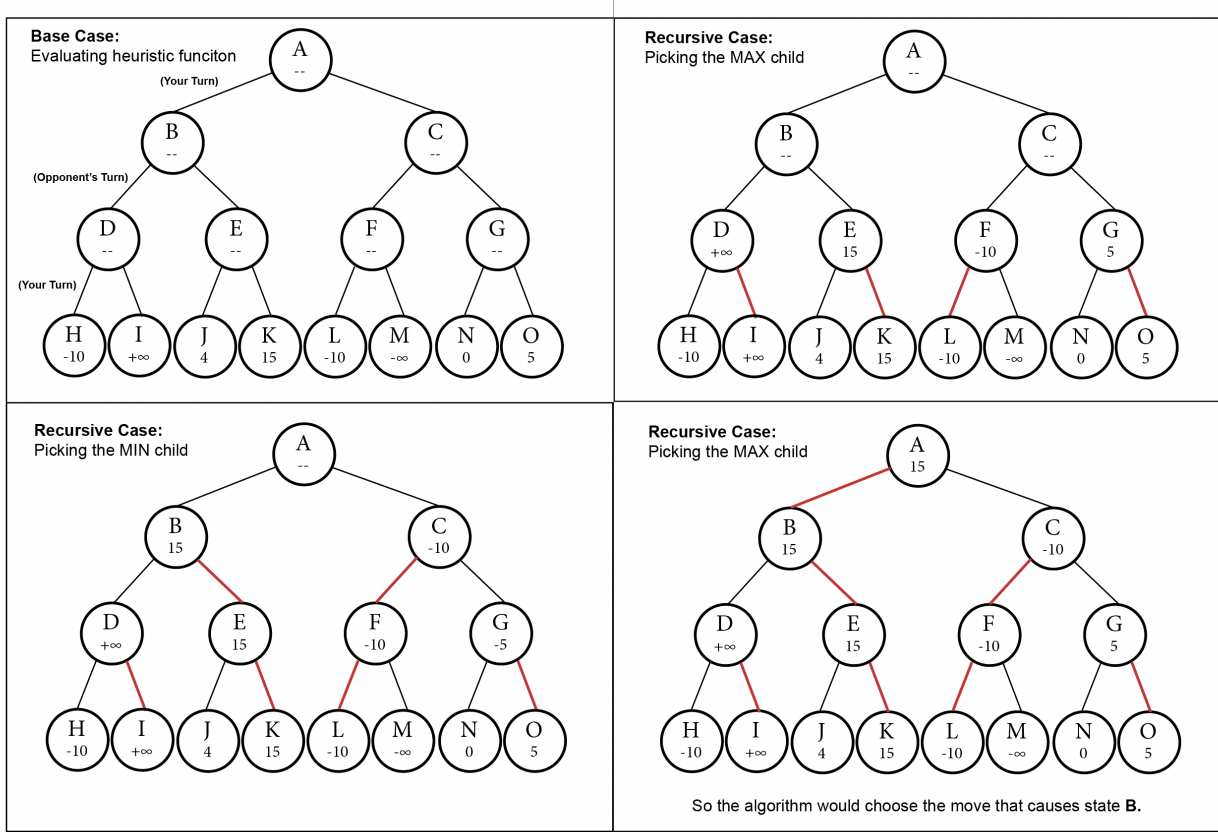 Base Case:
Evaluating heuristic funciton
A
--
(Your Turn)
B
--
C
--
(Opponent's Turn)
D
--
E
--
F
--
G
--
(Your Turn)
H
-10
I
+∞
J
4
K
15
L
-10
M
-∞
N
0
O
5
Recursive Case:
Picking the MAX child
A
--
B
--
C
--
D
+∞
E
15
F
-10
G
5
H
-10
I
+∞
J
4
K
15
L
-10
M
-∞
N
0
O
5
Recursive Case:
Picking the MIN child
A
--
B
15
C
-10
D
+∞
E
15
F
-10
G
-5
H
-10
I
+∞
J
4
K
15
L
-10
M
-∞
N
0
O
5
Recursive Case:
Picking the MAX child
A
15
B
15
C
-10
D
+∞
E
15
F
-10
G
5
H
-10
I
+∞
J
4
K
15
L
-10
M
-∞
N
0
O
5
So the algorithm would choose the move that causes state B.